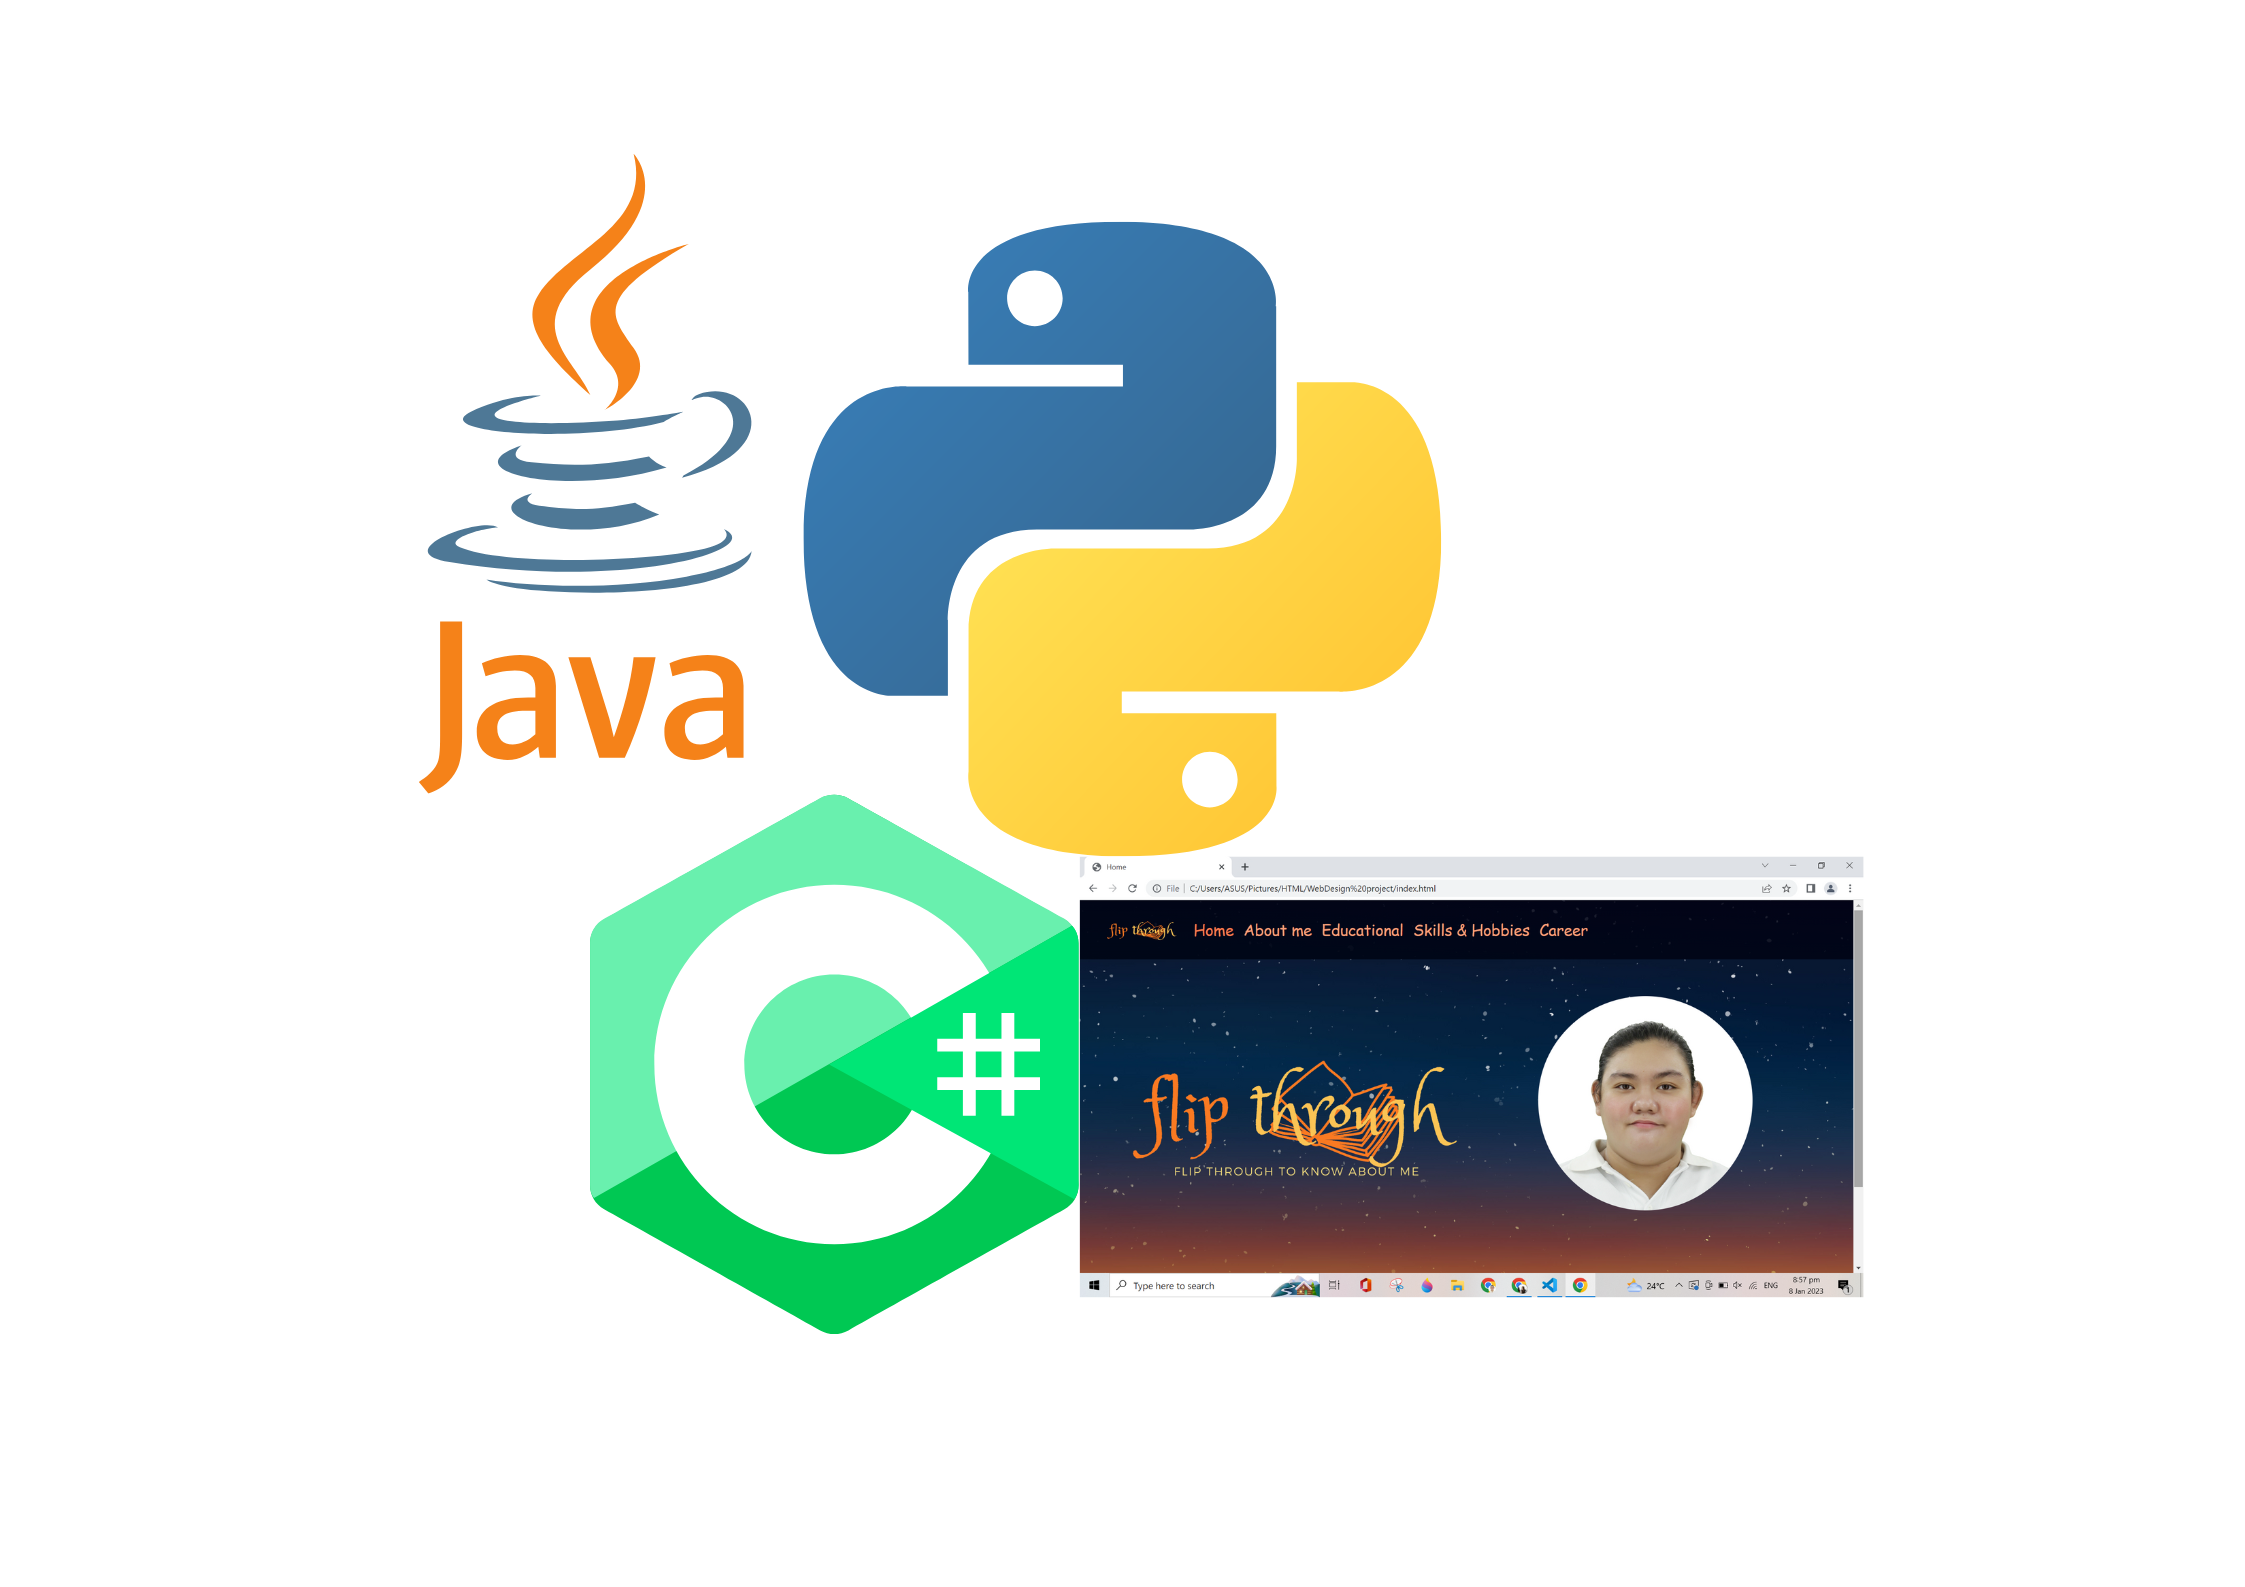 Java
#
Home
File C:/Users/ASUS/Pictures/HTML/WebDesign%20project/index.html
flip through Home About me Educational Skills & Hobbies Career
flip through
FLIP THROUGH TO KNOW ABOUT ME
Type here to search
24°C
ENG
8:57 pm
8 Jan 2023
1